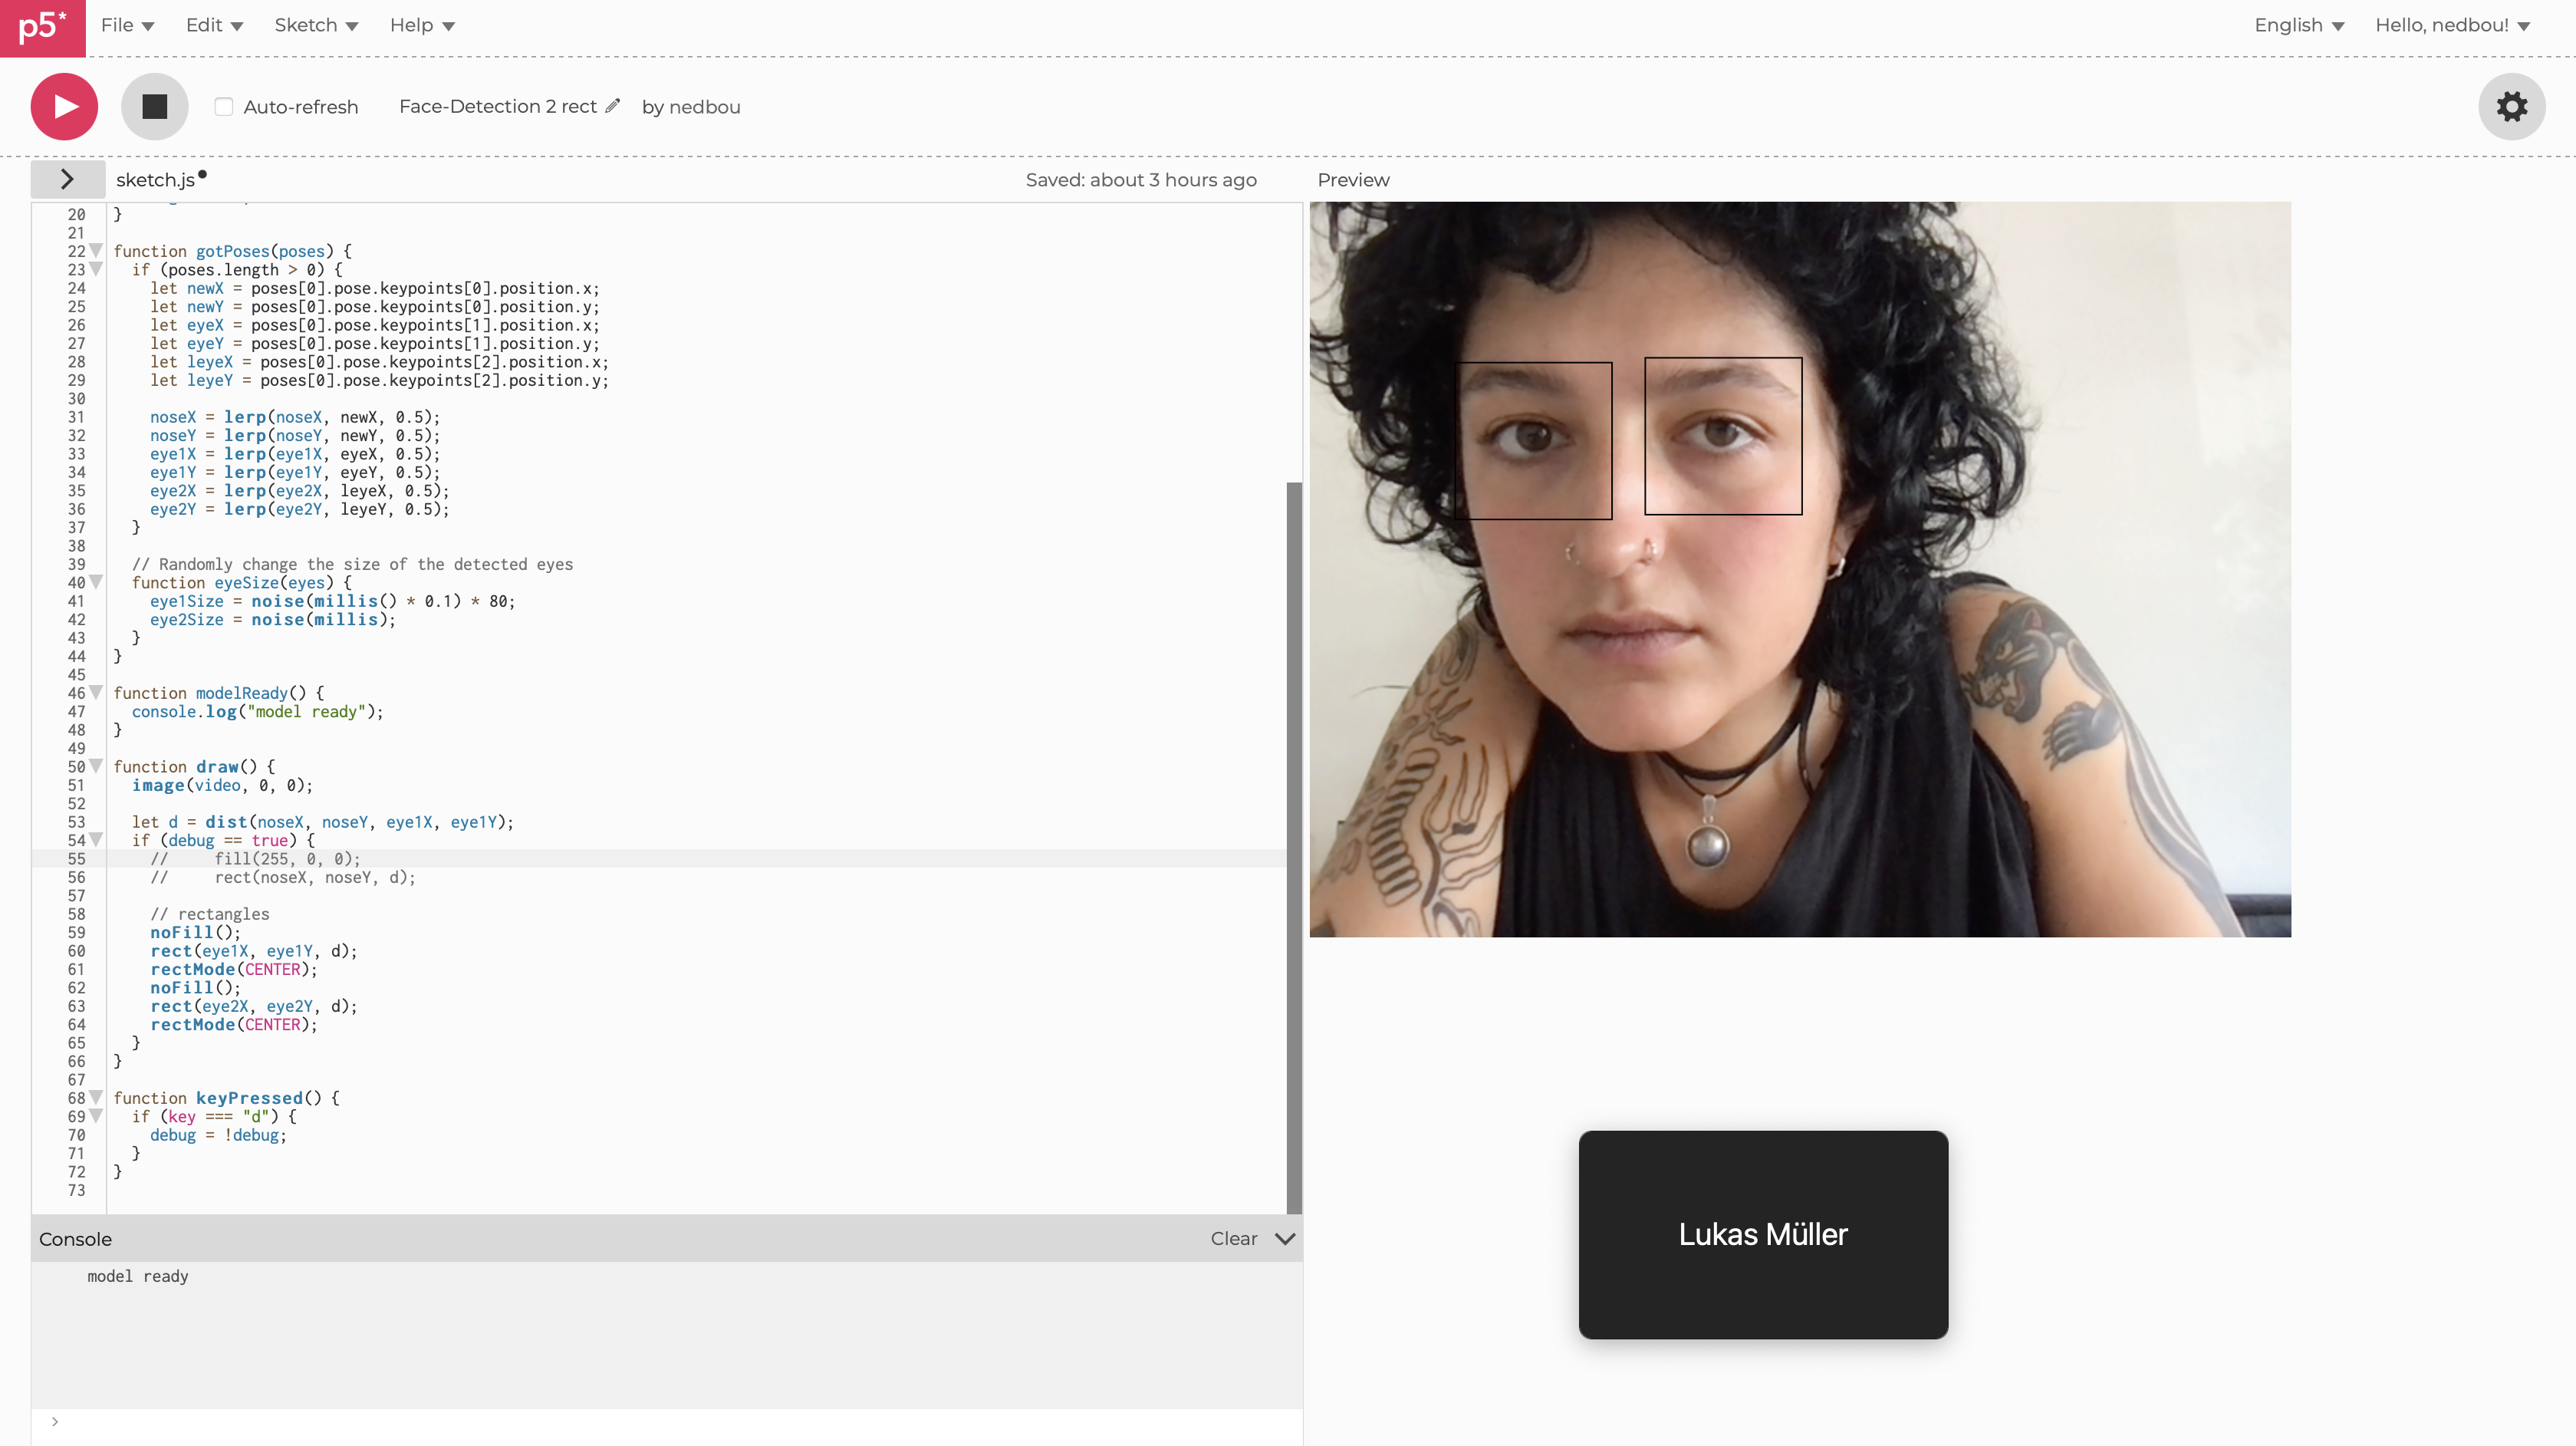 p5*
File Edit Sketch Help English Hello, nedbou!
Auto-refresh Face-Detection 2 rect by nedbou
sketch.js Saved: about 3 hours ago Preview
20 }
21
22 function gotPoses(poses) {
23   if (poses.length > 0) {
24     let newX = poses[0].pose.keypoints[0].position.x;
25     let newY = poses[0].pose.keypoints[0].position.y;
26     let eyeX = poses[0].pose.keypoints[1].position.x;
27     let eyeY = poses[0].pose.keypoints[1].position.y;
28     let leyeX = poses[0].pose.keypoints[2].position.x;
29     let leyeY = poses[0].pose.keypoints[2].position.y;
30
31     noseX = lerp(noseX, newX, 0.5);
32     noseY = lerp(noseY, newY, 0.5);
33     eye1X = lerp(eye1X, eyeX, 0.5);
34     eye1Y = lerp(eye1Y, eyeY, 0.5);
35     eye2X = lerp(eye2X, leyeX, 0.5);
36     eye2Y = lerp(eye2Y, leyeY, 0.5);
37   }
38
39   // Randomly change the size of the detected eyes
40   function eyeSize(eyes) {
41     eye1Size = noise(millis() * 0.1) * 80;
42     eye2Size = noise(millis);
43   }
44 }
45
46 function modelReady() {
47   console.log("model ready");
48 }
49
50 function draw() {
51   image(video, 0, 0);
52
53   let d = dist(noseX, noseY, eye1X, eye1Y);
54   if (debug == true) {
55     //     fill(255, 0, 0);
56     //     rect(noseX, noseY, d);
57
58     // rectangles
59     noFill();
60     rect(eye1X, eye1Y, d);
61     rectMode(CENTER);
62     noFill();
63     rect(eye2X, eye2Y, d);
64     rectMode(CENTER);
65   }
66 }
67
68 function keyPressed() {
69   if (key === "d") {
70     debug = !debug;
71   }
72 }
73
Console Clear
model ready
>
Lukas Müller